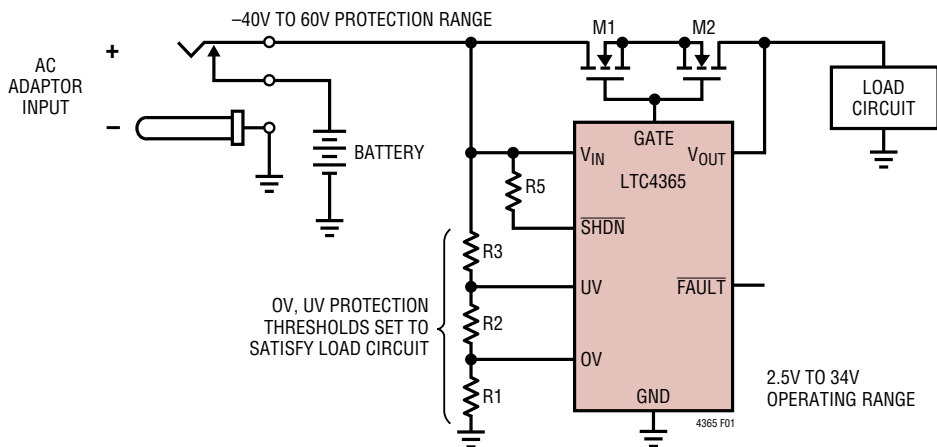 –40V TO 60V PROTECTION RANGE
M1
M2
+
AC
ADAPTOR
INPUT
–
BATTERY
LOAD
CIRCUIT
GATE
VIN
VOUT
LTC4365
R5
SHDN
R3
UV
FAULT
OV, UV PROTECTION
THRESHOLDS SET TO
SATISFY LOAD CIRCUIT
R2
OV
R1
GND
2.5V TO 34V
OPERATING RANGE
4365 F01